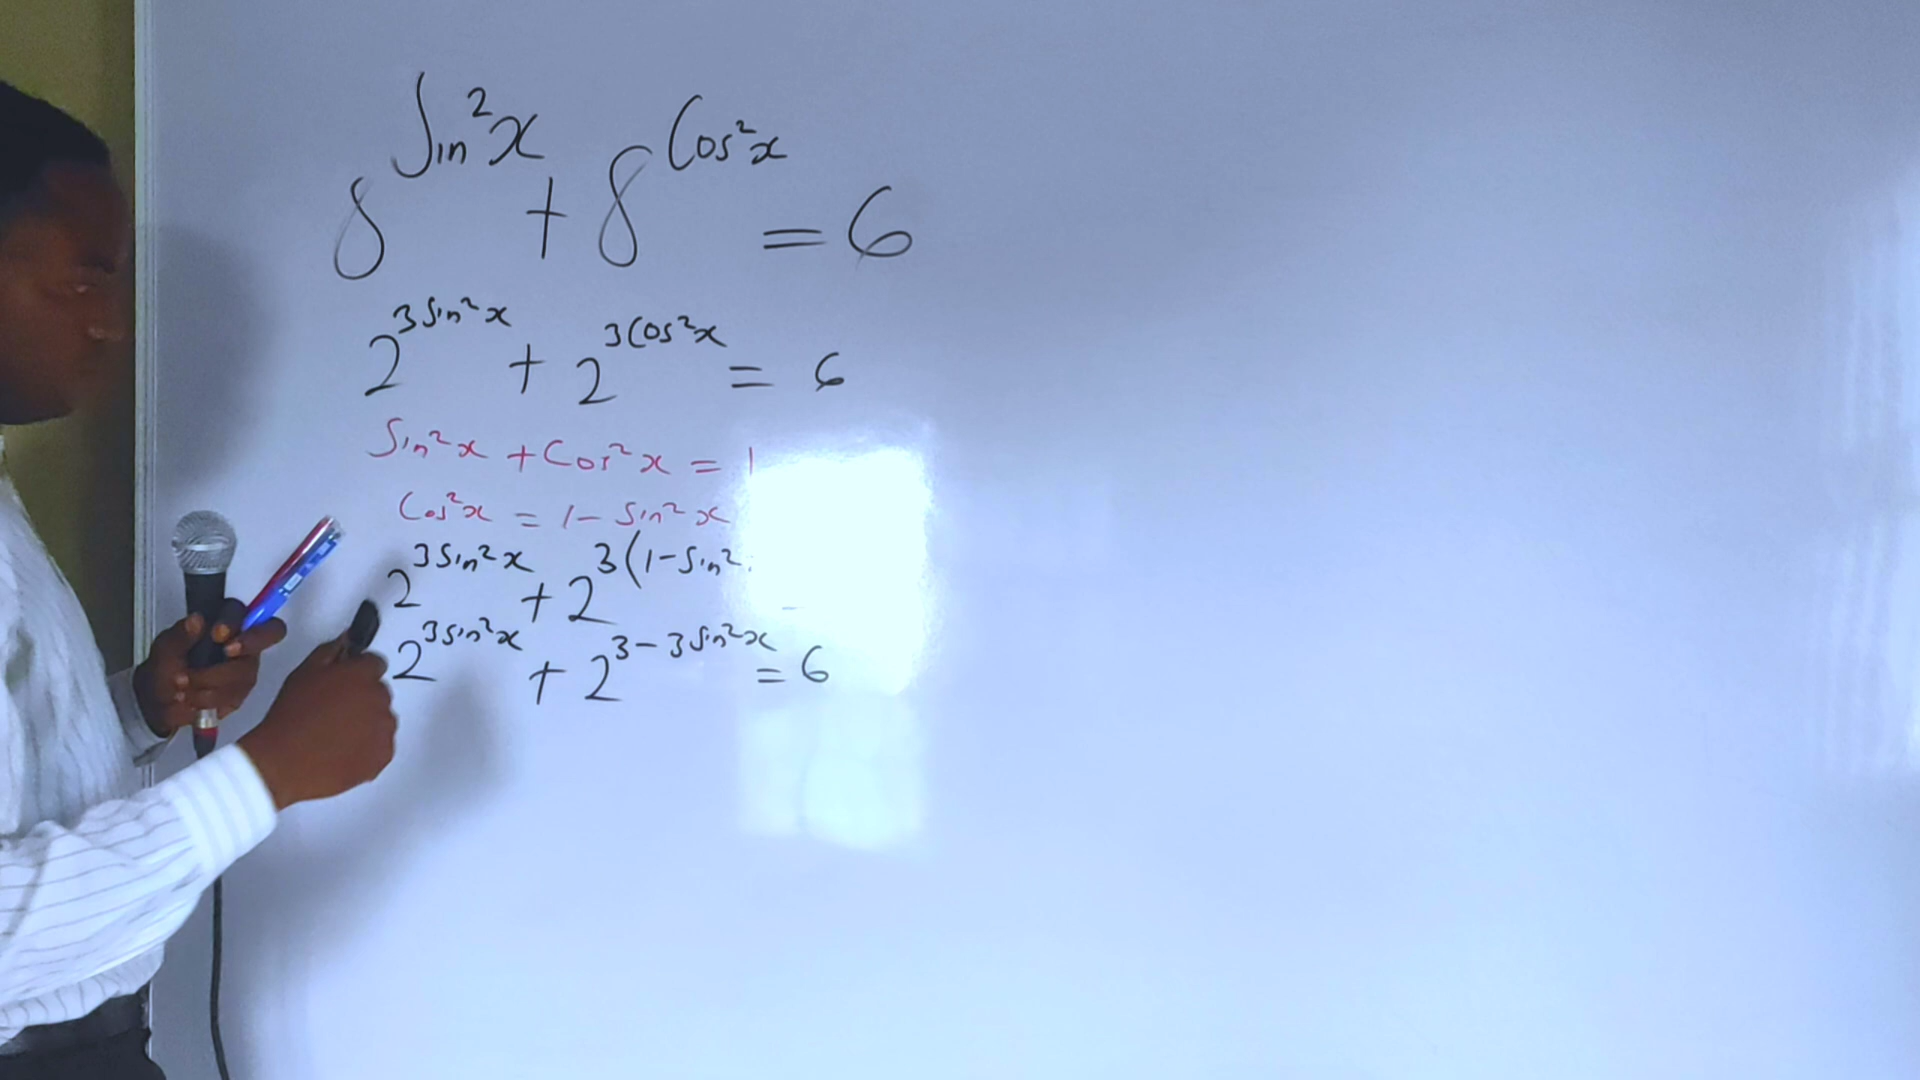 8^(Sin²x) + 8^(Cos²x) = 6
2^(3Sin²x) + 2^(3Cos²x) = 6
Sin²x + Cos²x = 1
Cos²x = 1 - Sin²x
2^(3Sin²x) + 2^(3(1-Sin²
2^(3Sin²x) + 2^(3-3Sin²x) = 6